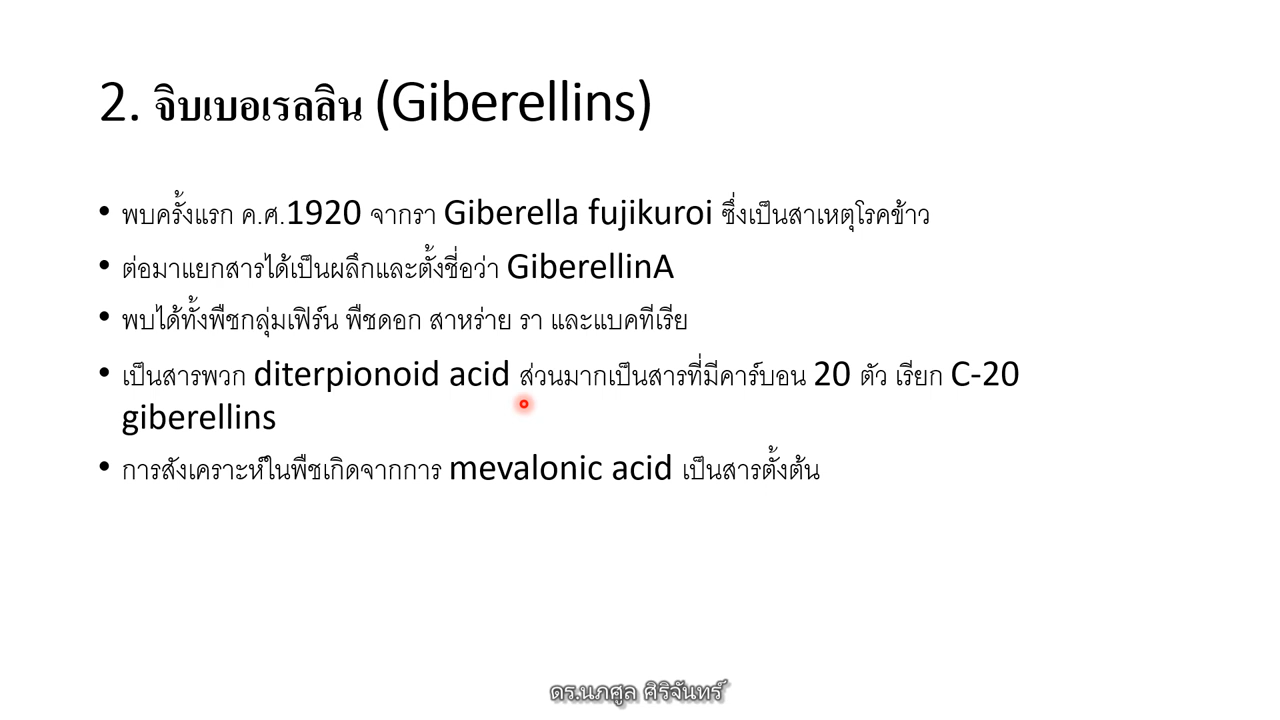 2. จิบเบอเรลลิน (Giberellins)
• พบครั้งแรก ค.ศ.1920 จากรา Giberella fujikuroi ซึ่งเป็นสาเหตุโรคข้าว
• ต่อมาแยกสารได้เป็นผลึกและตั้งชี่อว่า GiberellinA
• พบได้ทั้งพืชกลุ่มเฟิร์น พืชดอก สาหร่าย รา และแบคทีเรีย
• เป็นสารพวก diterpionoid acid ส่วนมากเป็นสารที่มีคาร์บอน 20 ตัว เรียก C-20
giberellins
• การสังเคราะห์ในพืชเกิดจากการ mevalonic acid เป็นสารตั้งต้น
ดร.นภศูล ศิริจันทร์